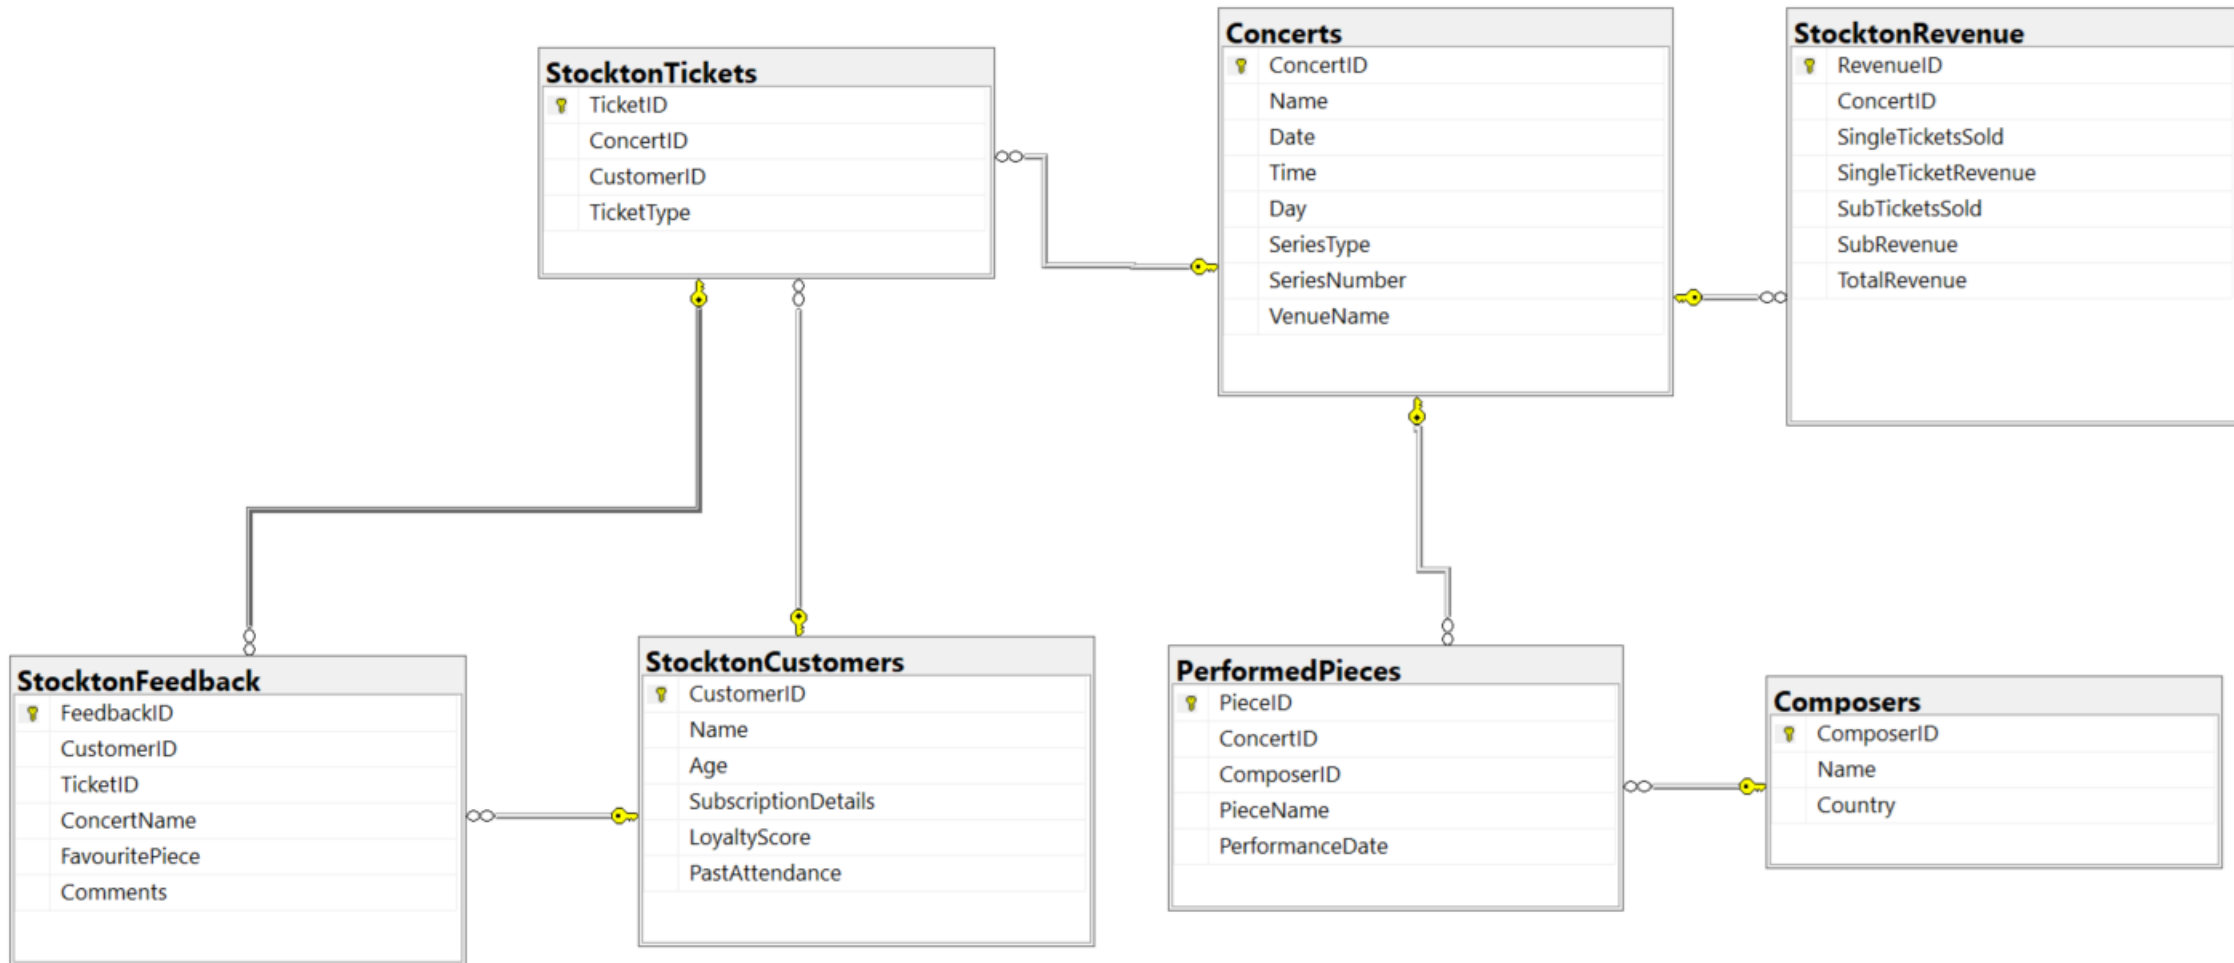 StocktonTickets
TicketID
ConcertID
CustomerID
TicketType
Concerts
ConcertID
Name
Date
Time
Day
SeriesType
SeriesNumber
VenueName
StocktonRevenue
RevenueID
ConcertID
SingleTicketsSold
SingleTicketRevenue
SubTicketsSold
SubRevenue
TotalRevenue
StocktonFeedback
FeedbackID
CustomerID
TicketID
ConcertName
FavouritePiece
Comments
StocktonCustomers
CustomerID
Name
Age
SubscriptionDetails
LoyaltyScore
PastAttendance
PerformedPieces
PieceID
ConcertID
ComposerID
PieceName
PerformanceDate
Composers
ComposerID
Name
Country